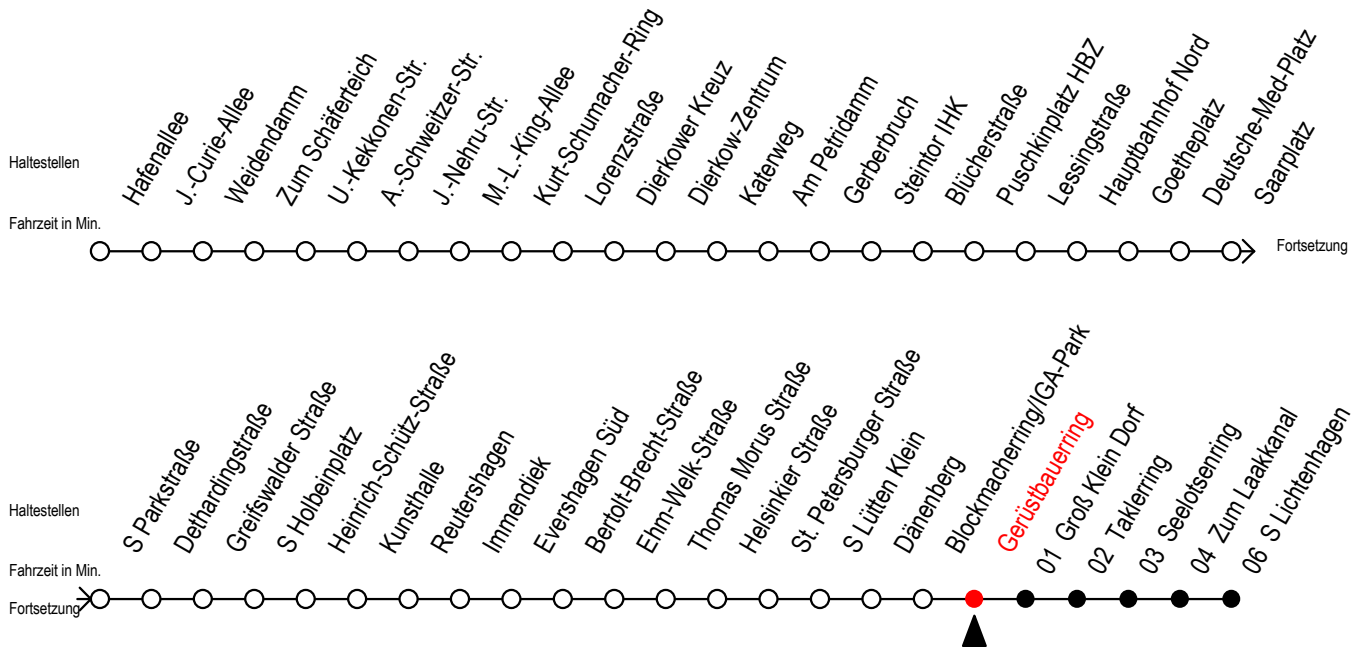 Haltestellen
Hafenallee
J.-Curie-Allee
Weidendamm
Zum Schäferteich
U.-Kekkonen-Str.
A.-Schweitzer-Str.
J.-Nehru-Str.
M.-L.-King-Allee
Kurt-Schumacher-Ring
Lorenzstraße
Dierkower Kreuz
Dierkow-Zentrum
Katerweg
Am Petridamm
Gerberbruch
Steintor IHK
Blücherstraße
Puschkinplatz HBZ
Lessingstraße
Hauptbahnhof Nord
Goetheplatz
Deutsche-Med-Platz
Saarplatz
Fahrzeit in Min.
Fortsetzung
Haltestellen
S Parkstraße
Dethardingstraße
Greifswalder Straße
S Holbeinplatz
Heinrich-Schütz-Straße
Kunsthalle
Reutershagen
Immendiek
Evershagen Süd
Bertolt-Brecht-Straße
Ehm-Welk-Straße
Thomas Morus Straße
Helsinkier Straße
St. Petersburger Straße
S Lütten Klein
Dänenberg
Blockmacherring/IGA-Park
Gerüstbauerring
01 Groß Klein Dorf
02 Taklerring
03 Seelotsenring
04 Zum Laakkanal
06 S Lichtenhagen
Fahrzeit in Min.
Fortsetzung